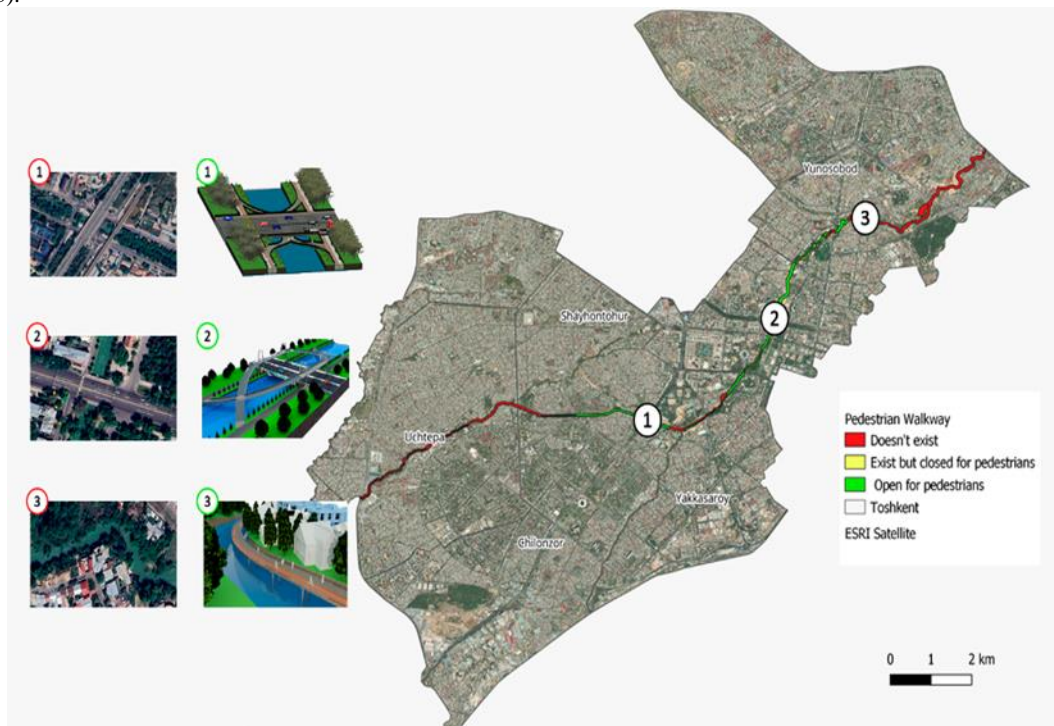 ).
1
1
2
2
3
3
Yunosobod
3
2
Shayhontohur
1
Uchtepa
Yakkasaroy
Chilonzor
Pedestrian Walkway
Doesn't exist
Exist but closed for pedestrians
Open for pedestrians
Toshkent
ESRI Satellite
0 1 2 km